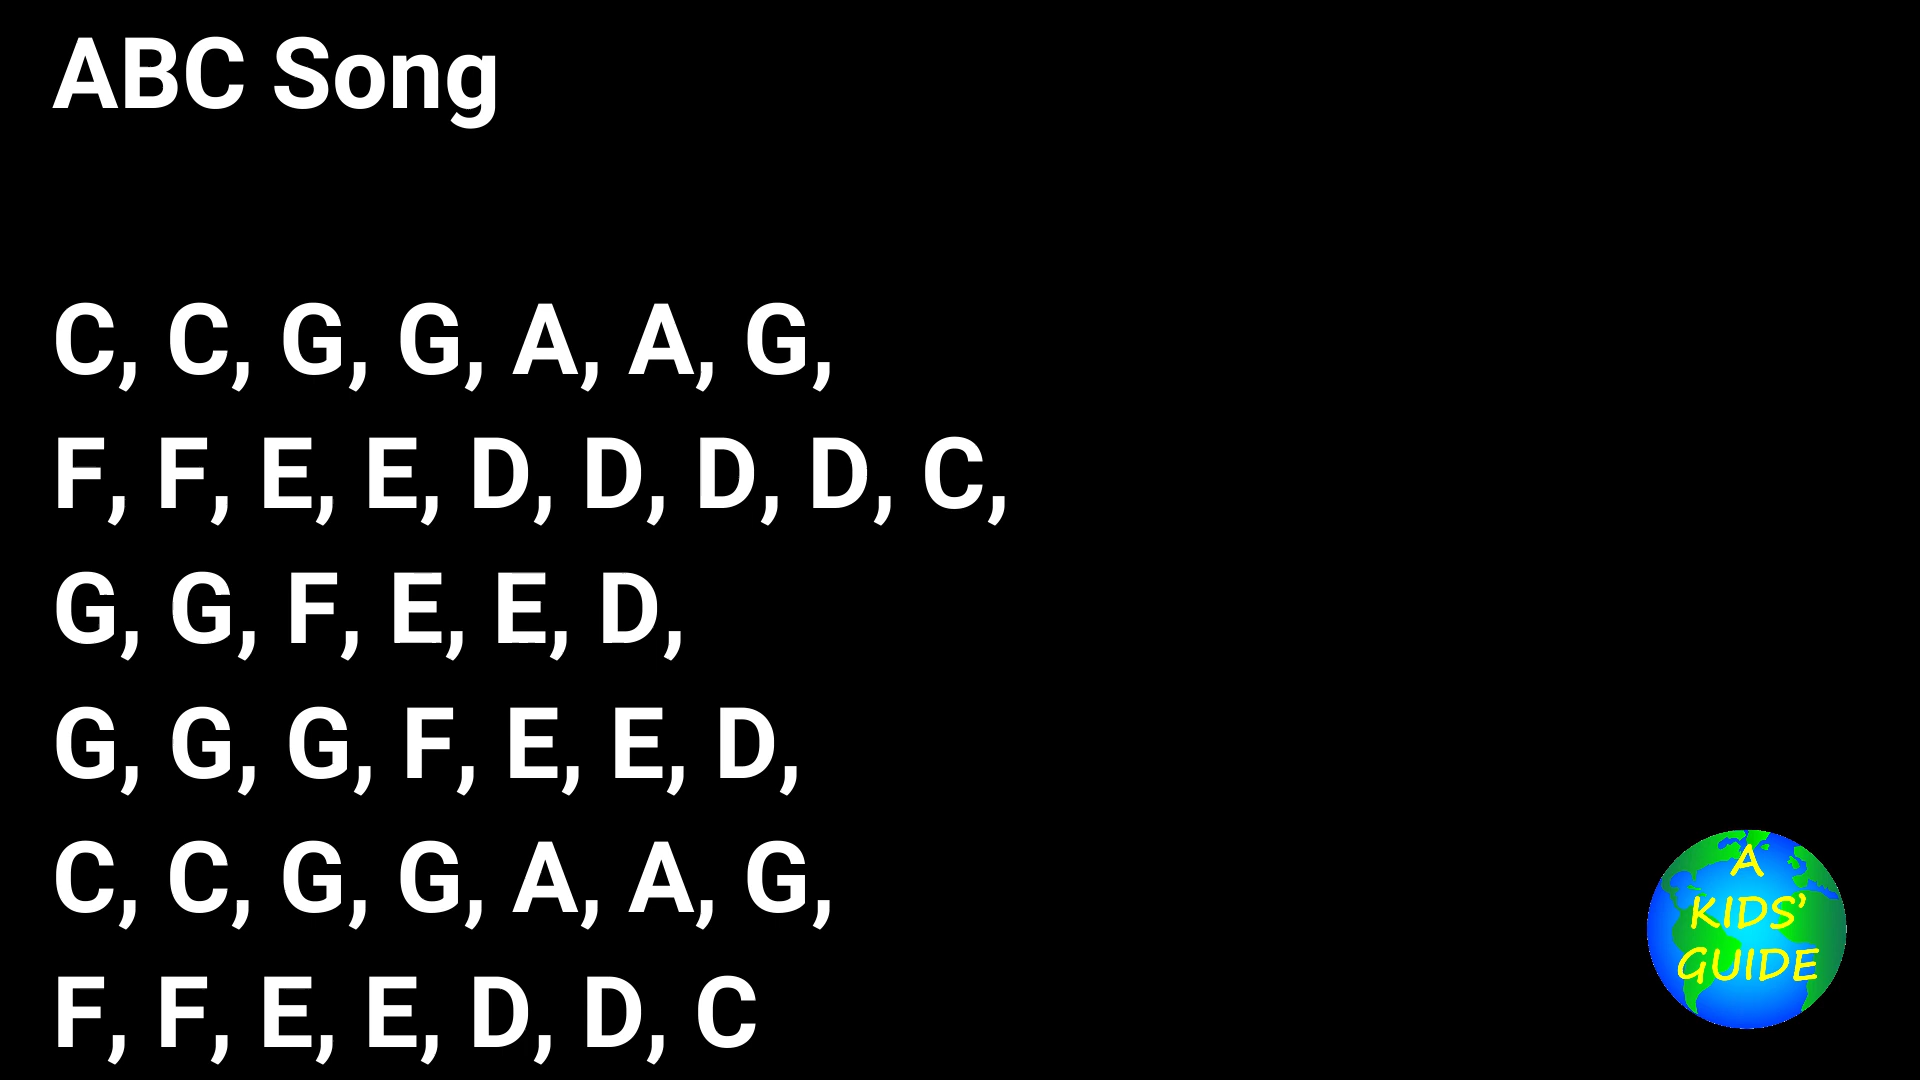 ABC Song
C, C, G, G, A, A, G,
F, F, E, E, D, D, D, D, C,
G, G, F, E, E, D,
G, G, G, F, E, E, D,
C, C, G, G, A, A, G,
F, F, E, E, D, D, C
A
KIDS'
GUIDE